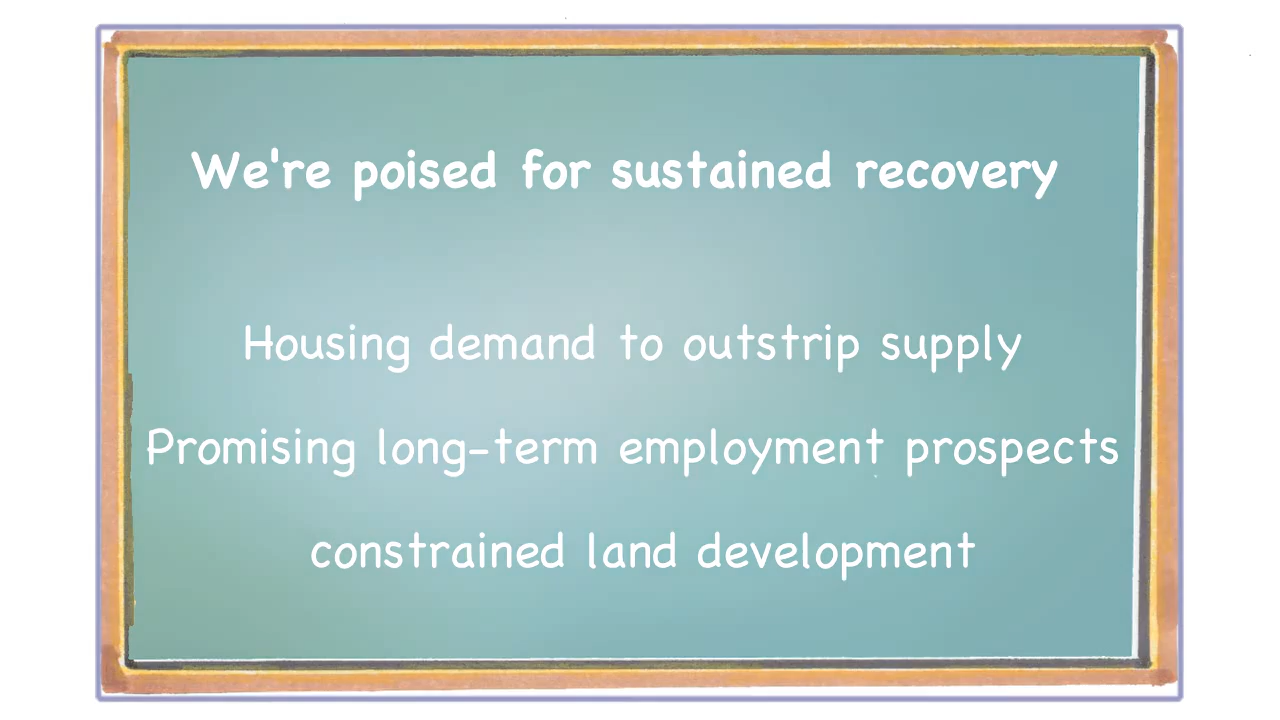 We're poised for sustained recovery
Housing demand to outstrip supply
Promising long-term employment prospects
constrained land development